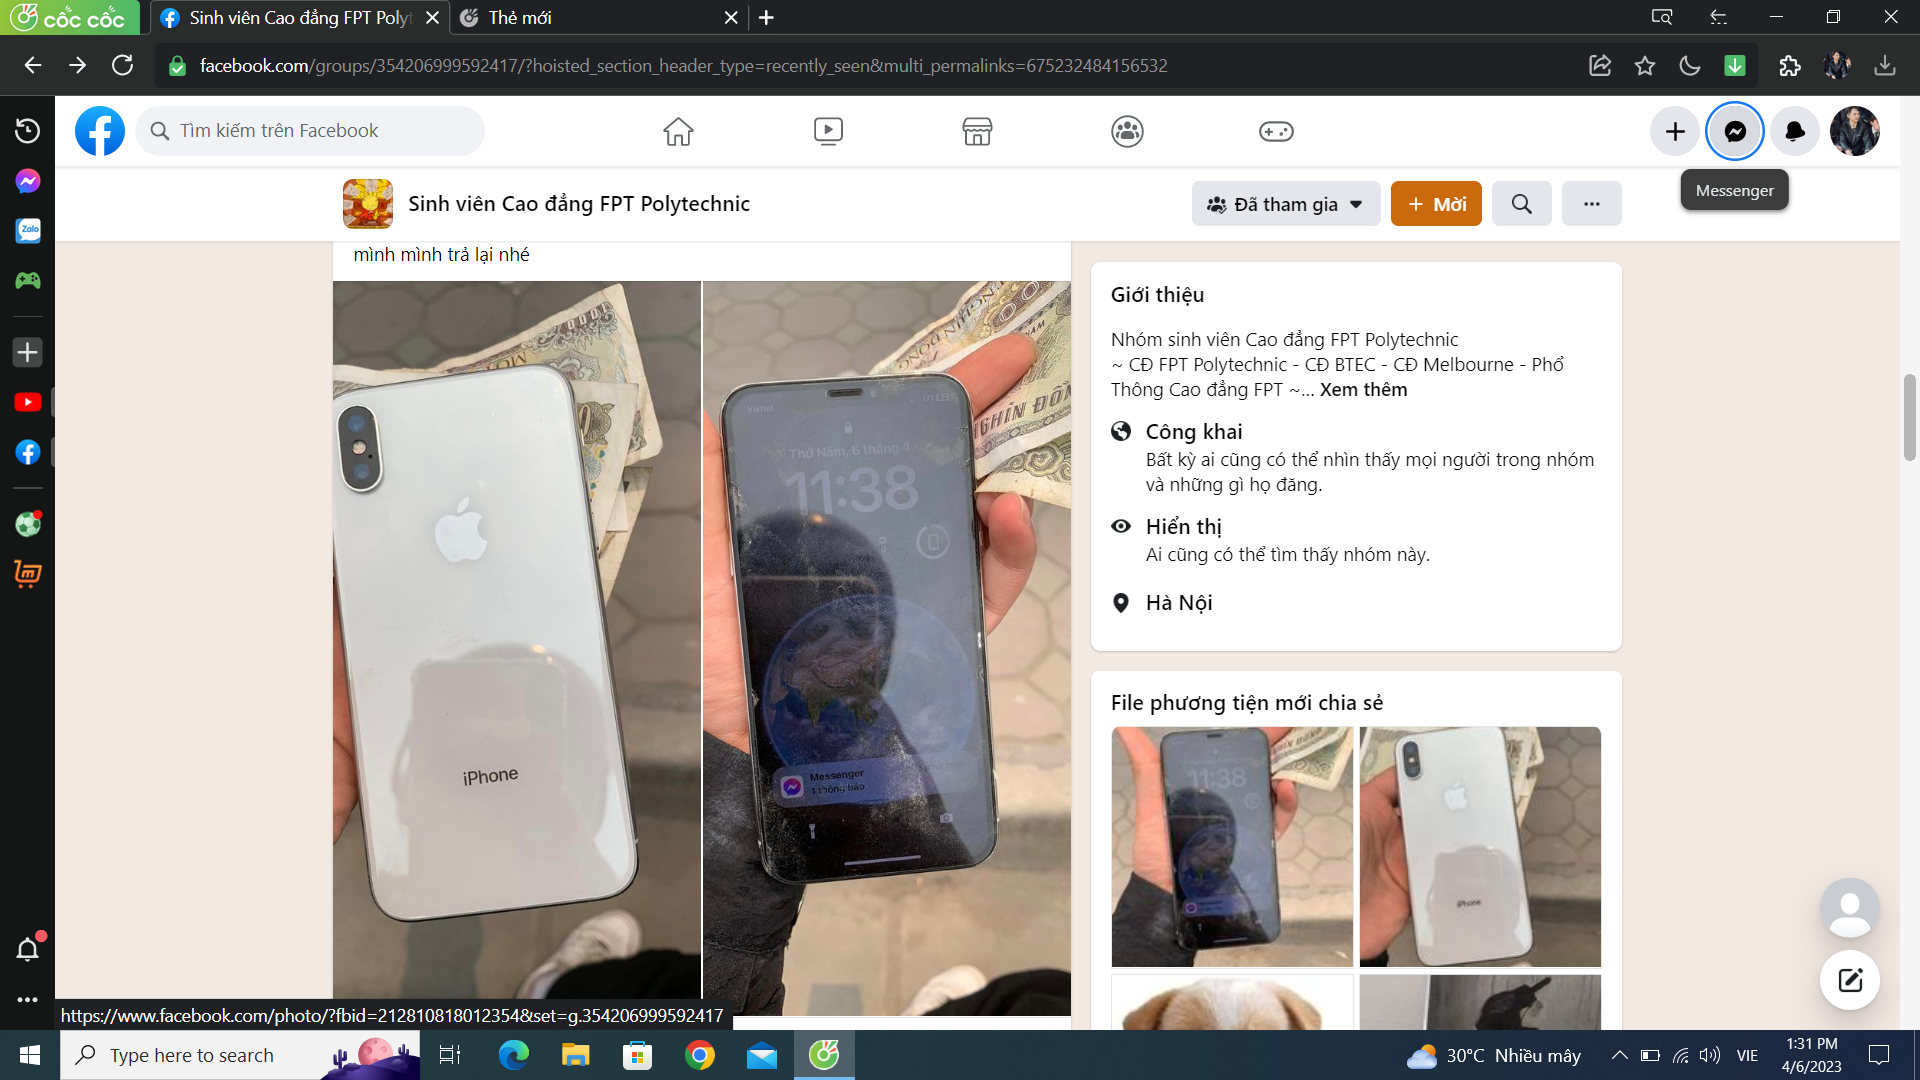 cốc cốc
Sinh viên Cao đẳng FPT Polyt
Thẻ mới
facebook.com/groups/354206999592417/?hoisted_section_header_type=recently_seen&multi_permalinks=675232484156532
Tìm kiếm trên Facebook
Messenger
Zalo
Sinh viên Cao đẳng FPT Polytechnic
Đã tham gia
+ Mời
mình mình trả lại nhé
iPhone
Viettel
Thứ Năm, 6 tháng 4
11:38
Messenger
1 thông báo
NGHÌN ĐỒNG
Giới thiệu
Nhóm sinh viên Cao đẳng FPT Polytechnic
~ CĐ FPT Polytechnic - CĐ BTEC - CĐ Melbourne - Phổ
Thông Cao đẳng FPT ~... Xem thêm
Công khai
Bất kỳ ai cũng có thể nhìn thấy mọi người trong nhóm
và những gì họ đăng.
Hiển thị
Ai cũng có thể tìm thấy nhóm này.
Hà Nội
File phương tiện mới chia sẻ
11:38
iPhone
https://www.facebook.com/photo/?fbid=212810818012354&set=g.354206999592417
Type here to search
30°C Nhiều mây
VIE
1:31 PM
4/6/2023